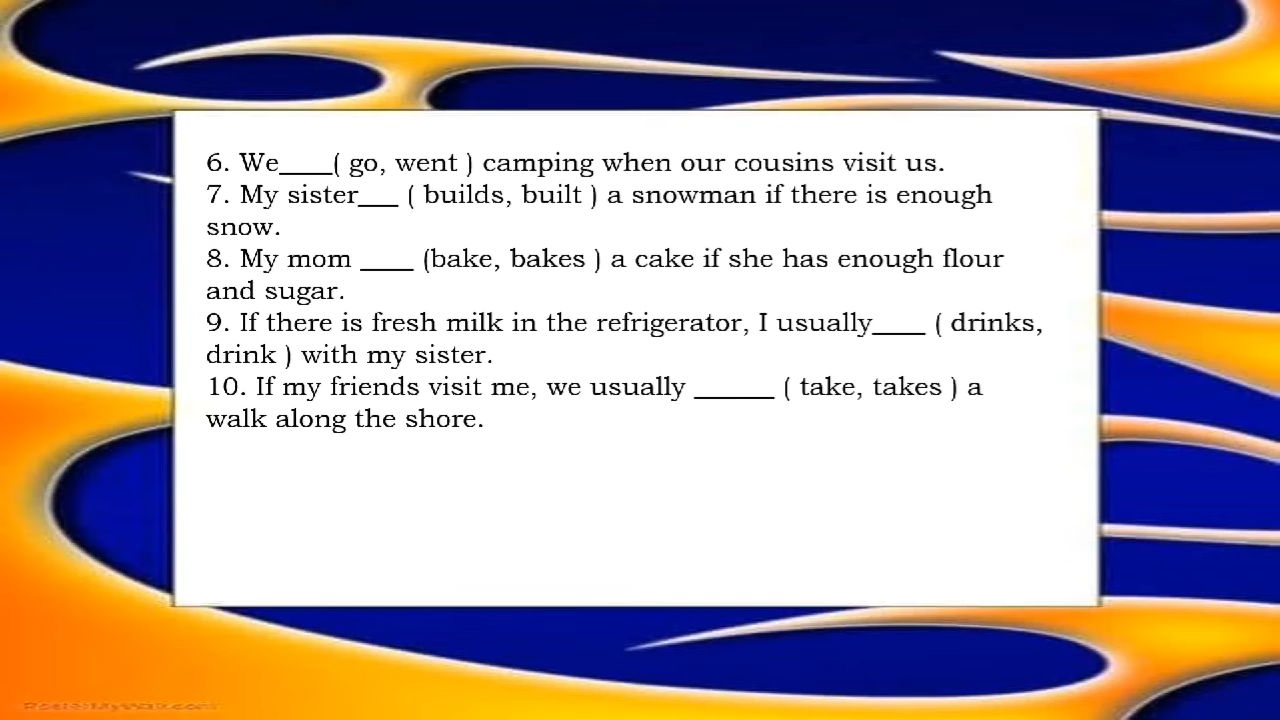 6. We____( go, went ) camping when our cousins visit us.
7. My sister___ ( builds, built ) a snowman if there is enough
snow.
8. My mom ____ (bake, bakes ) a cake if she has enough flour
and sugar.
9. If there is fresh milk in the refrigerator, I usually____ ( drinks,
drink ) with my sister.
10. If my friends visit me, we usually ______ ( take, takes ) a
walk along the shore.